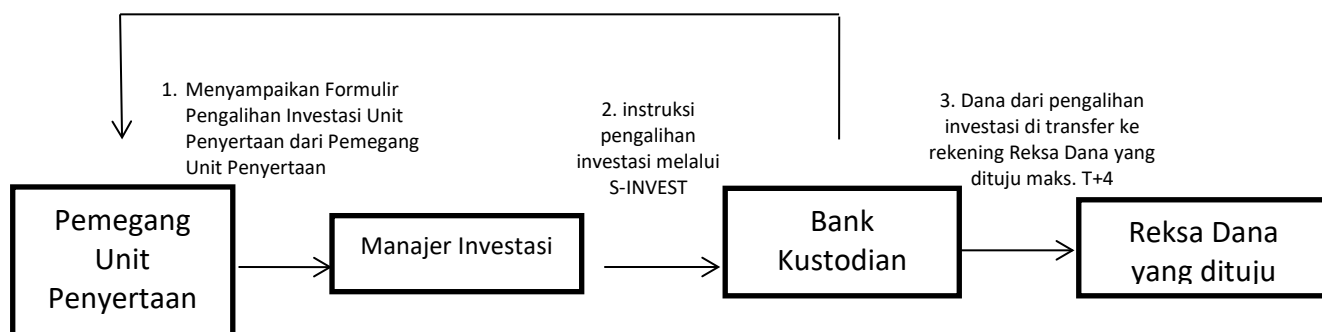 1. Menyampaikan Formulir
Pengalihan Investasi Unit
Penyertaan dari Pemegang
Unit Penyertaan
2. instruksi
pengalihan
investasi melalui
S-INVEST
3. Dana dari pengalihan
investasi di transfer ke
rekening Reksa Dana yang
dituju maks. T+4
Pemegang
Unit
Penyertaan
Manajer Investasi
Bank
Kustodian
Reksa Dana
yang dituju